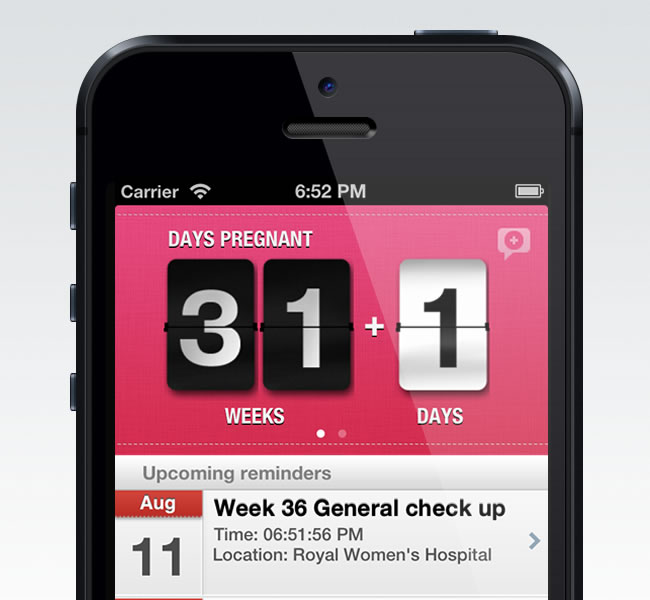 Carrier 6:52 PM
DAYS PREGNANT
31 + 1
WEEKS DAYS
Upcoming reminders
Aug
11
Week 36 General check up
Time: 06:51:56 PM
Location: Royal Women's Hospital